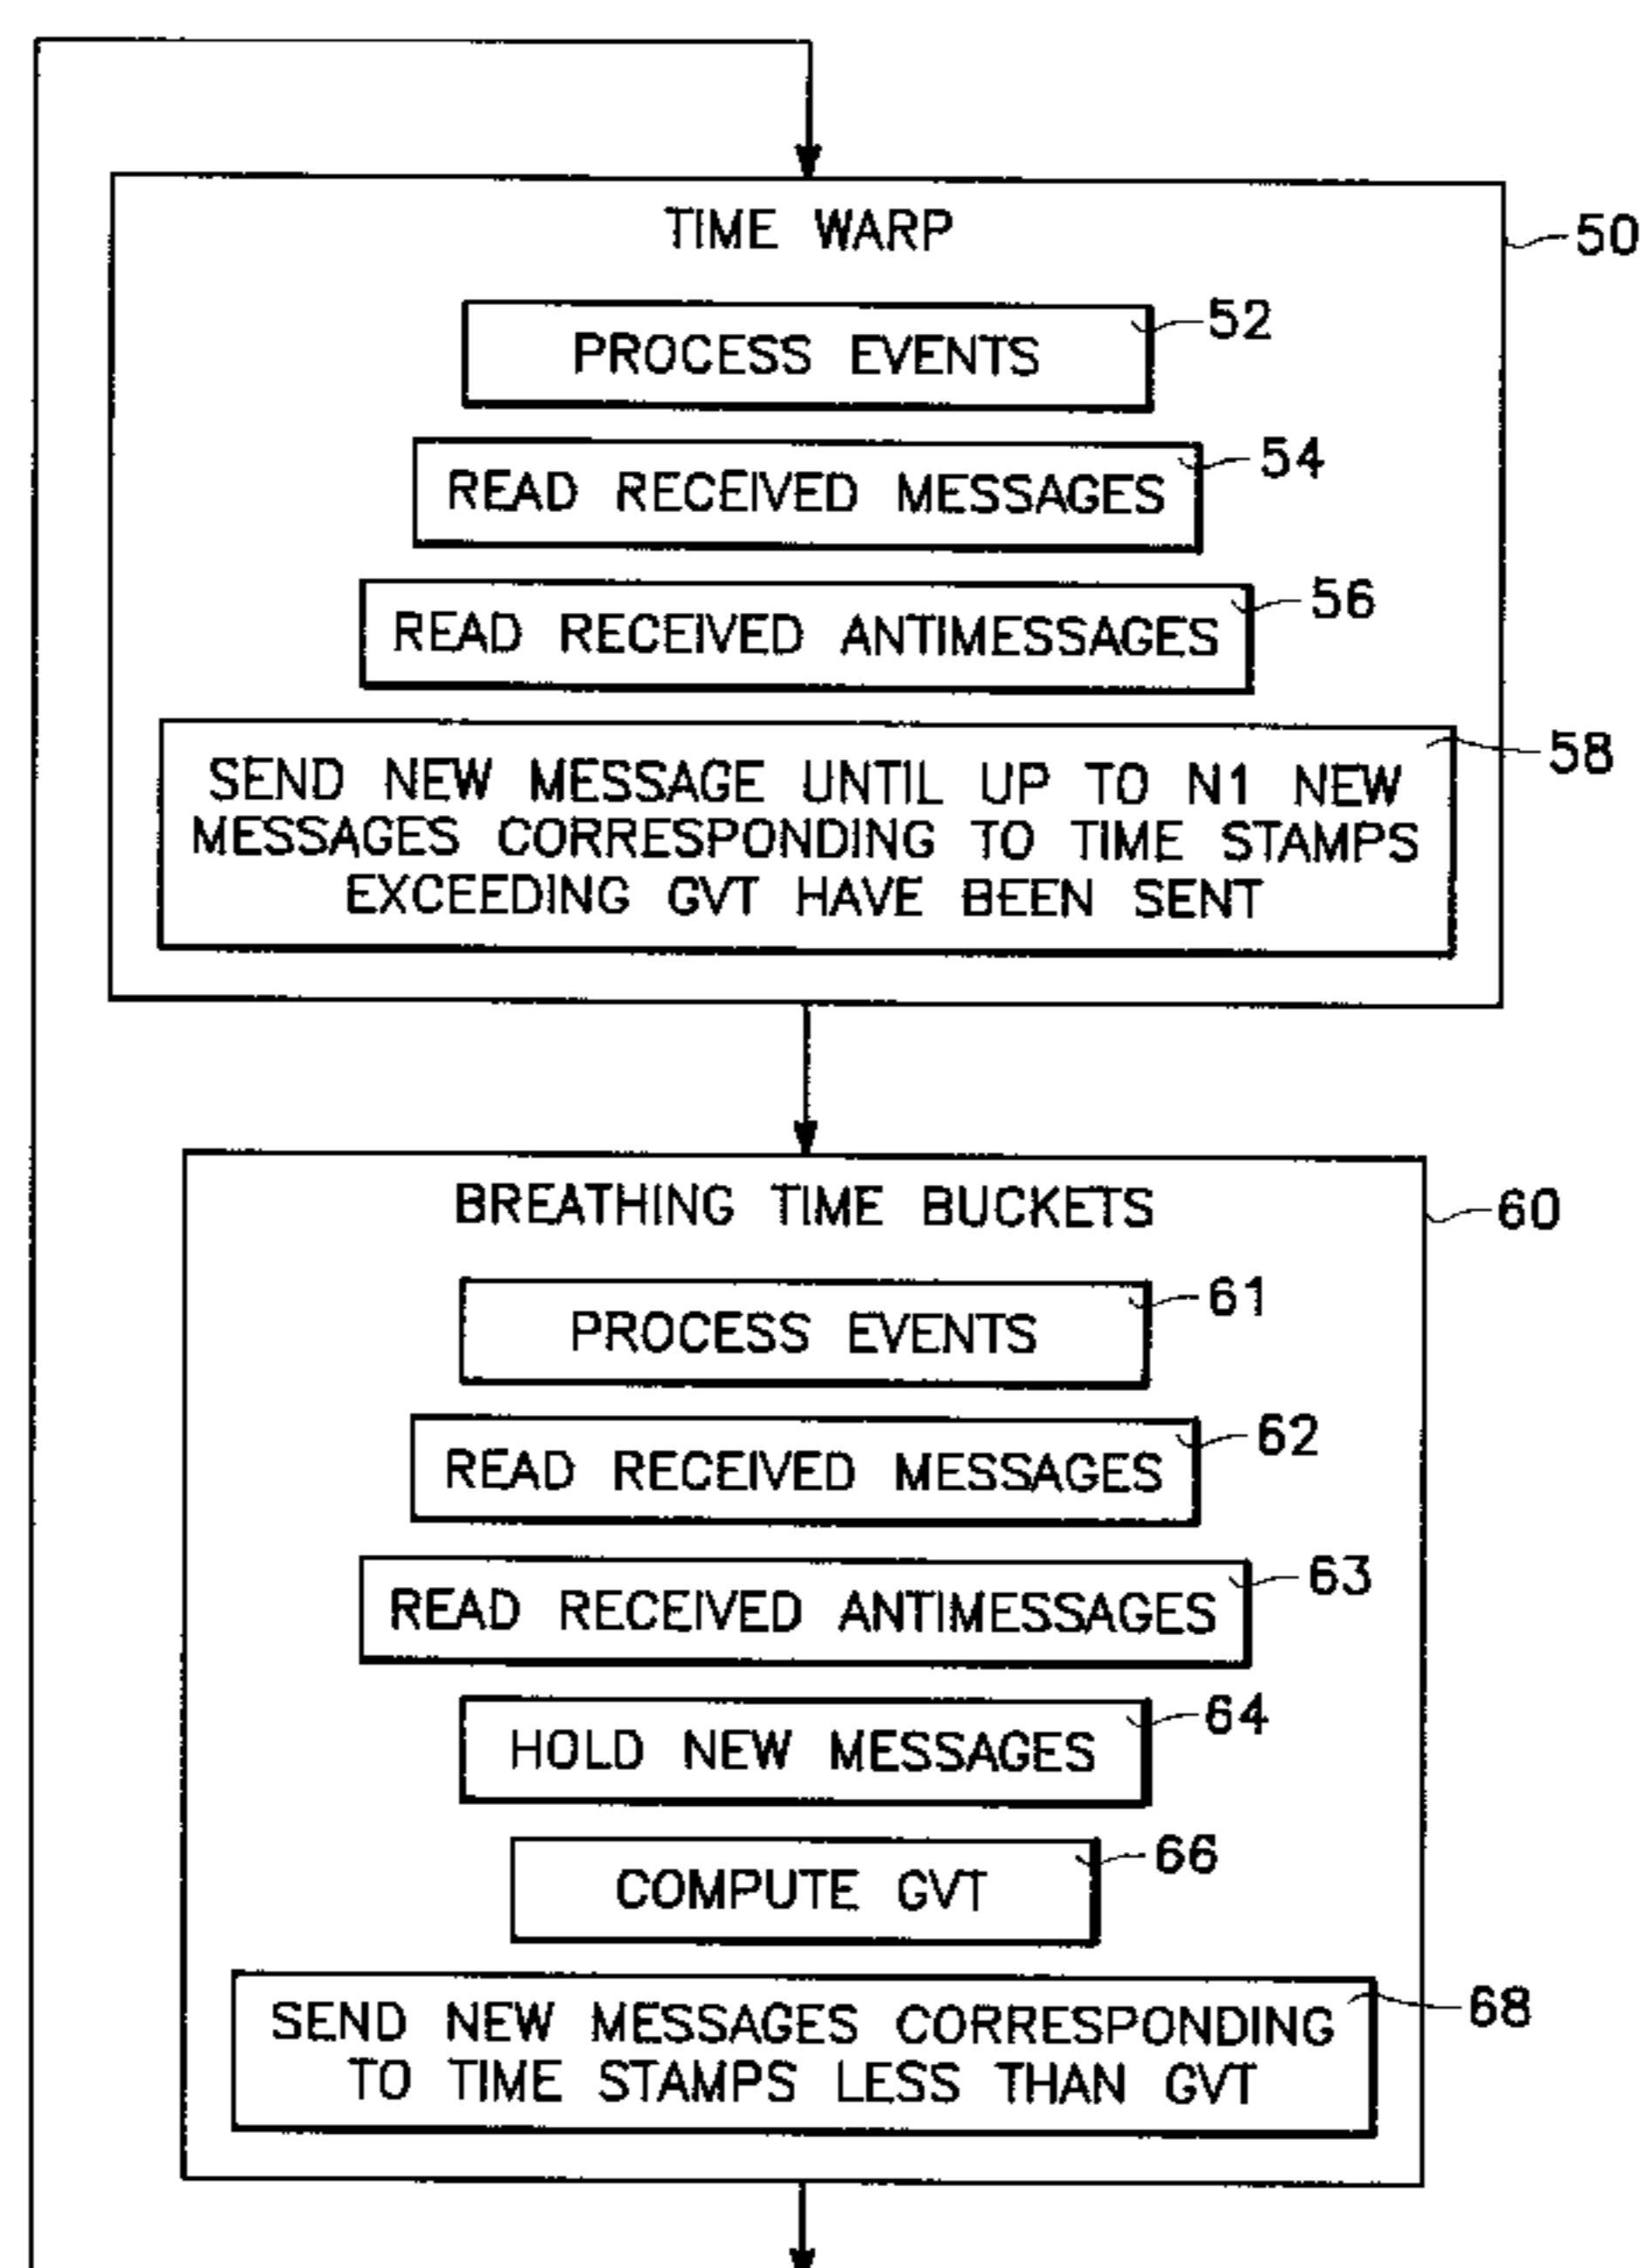 TIME WARP
50
PROCESS EVENTS
52
READ RECEIVED MESSAGES
54
READ RECEIVED ANTIMESSAGES
56
SEND NEW MESSAGE UNTIL UP TO N1 NEW
MESSAGES CORRESPONDING TO TIME STAMPS
EXCEEDING GVT HAVE BEEN SENT
58
BREATHING TIME BUCKETS
60
PROCESS EVENTS
61
READ RECEIVED MESSAGES
62
READ RECEIVED ANTIMESSAGES
63
HOLD NEW MESSAGES
64
COMPUTE GVT
66
SEND NEW MESSAGES CORRESPONDING
TO TIME STAMPS LESS THAN GVT
68